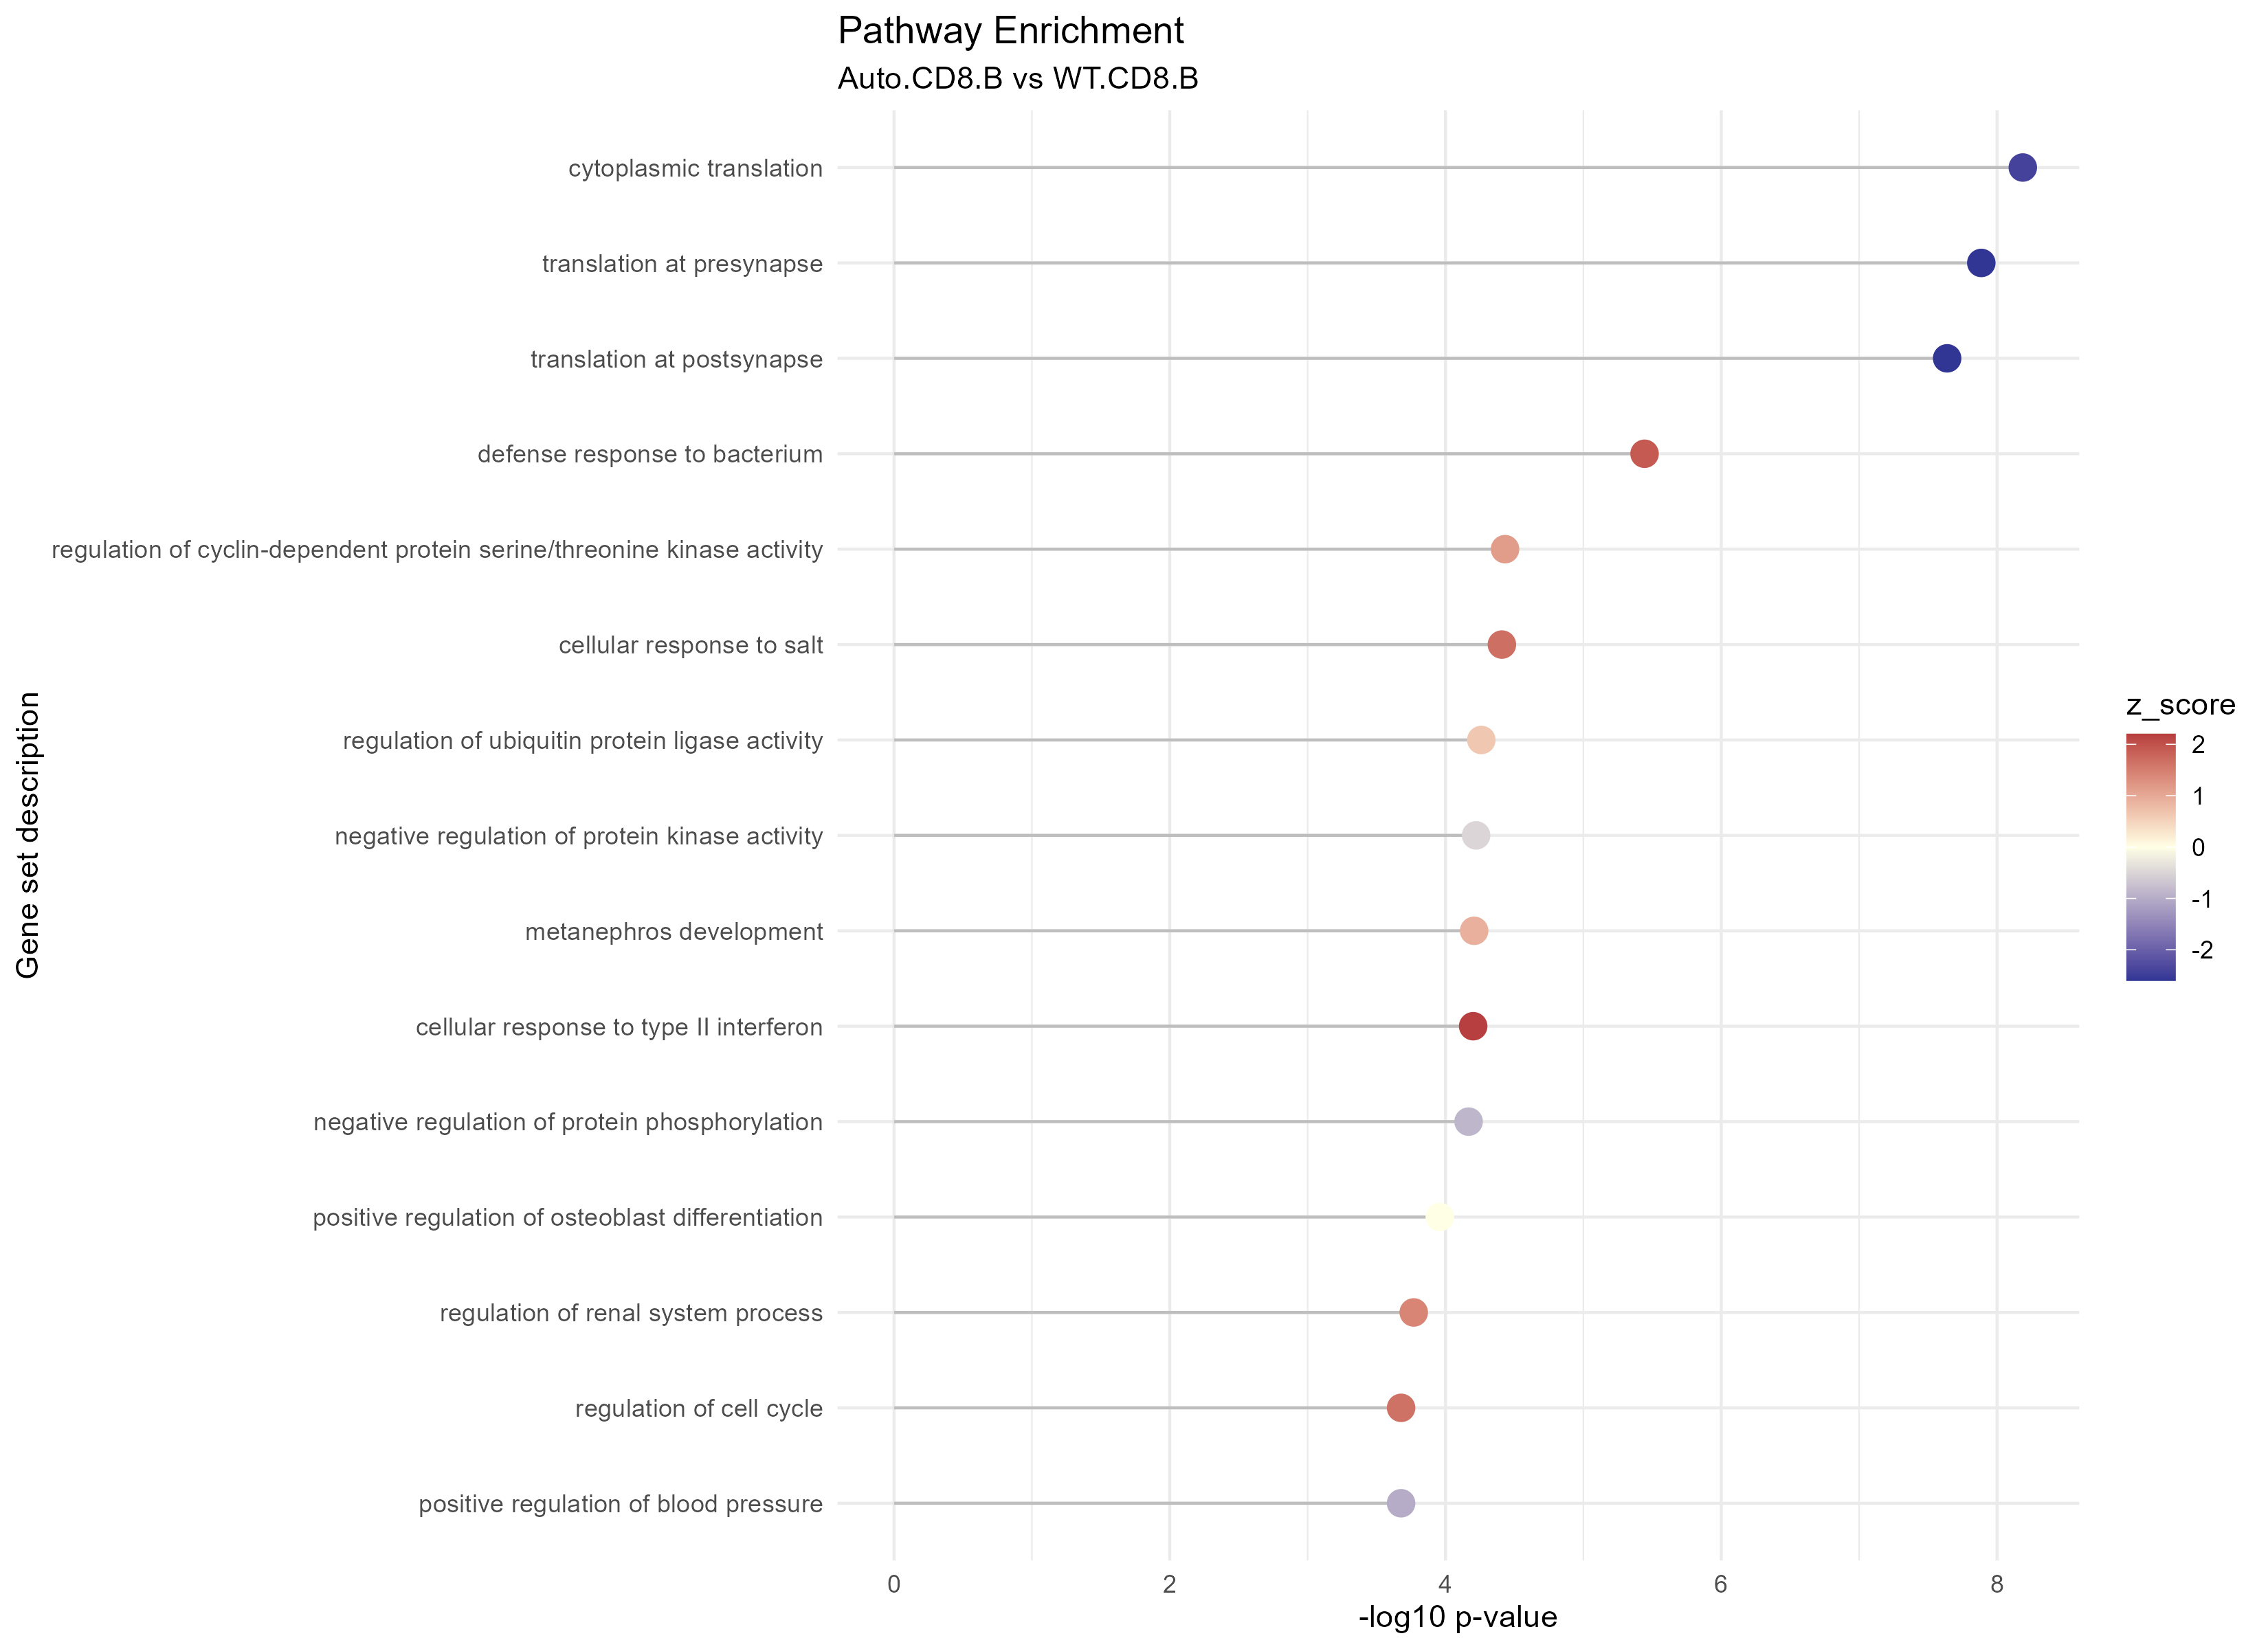 Pathway Enrichment
Auto.CD8.B vs WT.CD8.B
Gene set description
cytoplasmic translation
translation at presynapse
translation at postsynapse
defense response to bacterium
regulation of cyclin-dependent protein serine/threonine kinase activity
cellular response to salt
regulation of ubiquitin protein ligase activity
negative regulation of protein kinase activity
metanephros development
cellular response to type II interferon
negative regulation of protein phosphorylation
positive regulation of osteoblast differentiation
regulation of renal system process
regulation of cell cycle
positive regulation of blood pressure
0 2 4 6 8
-log10 p-value
z_score
2
1
0
-1
-2